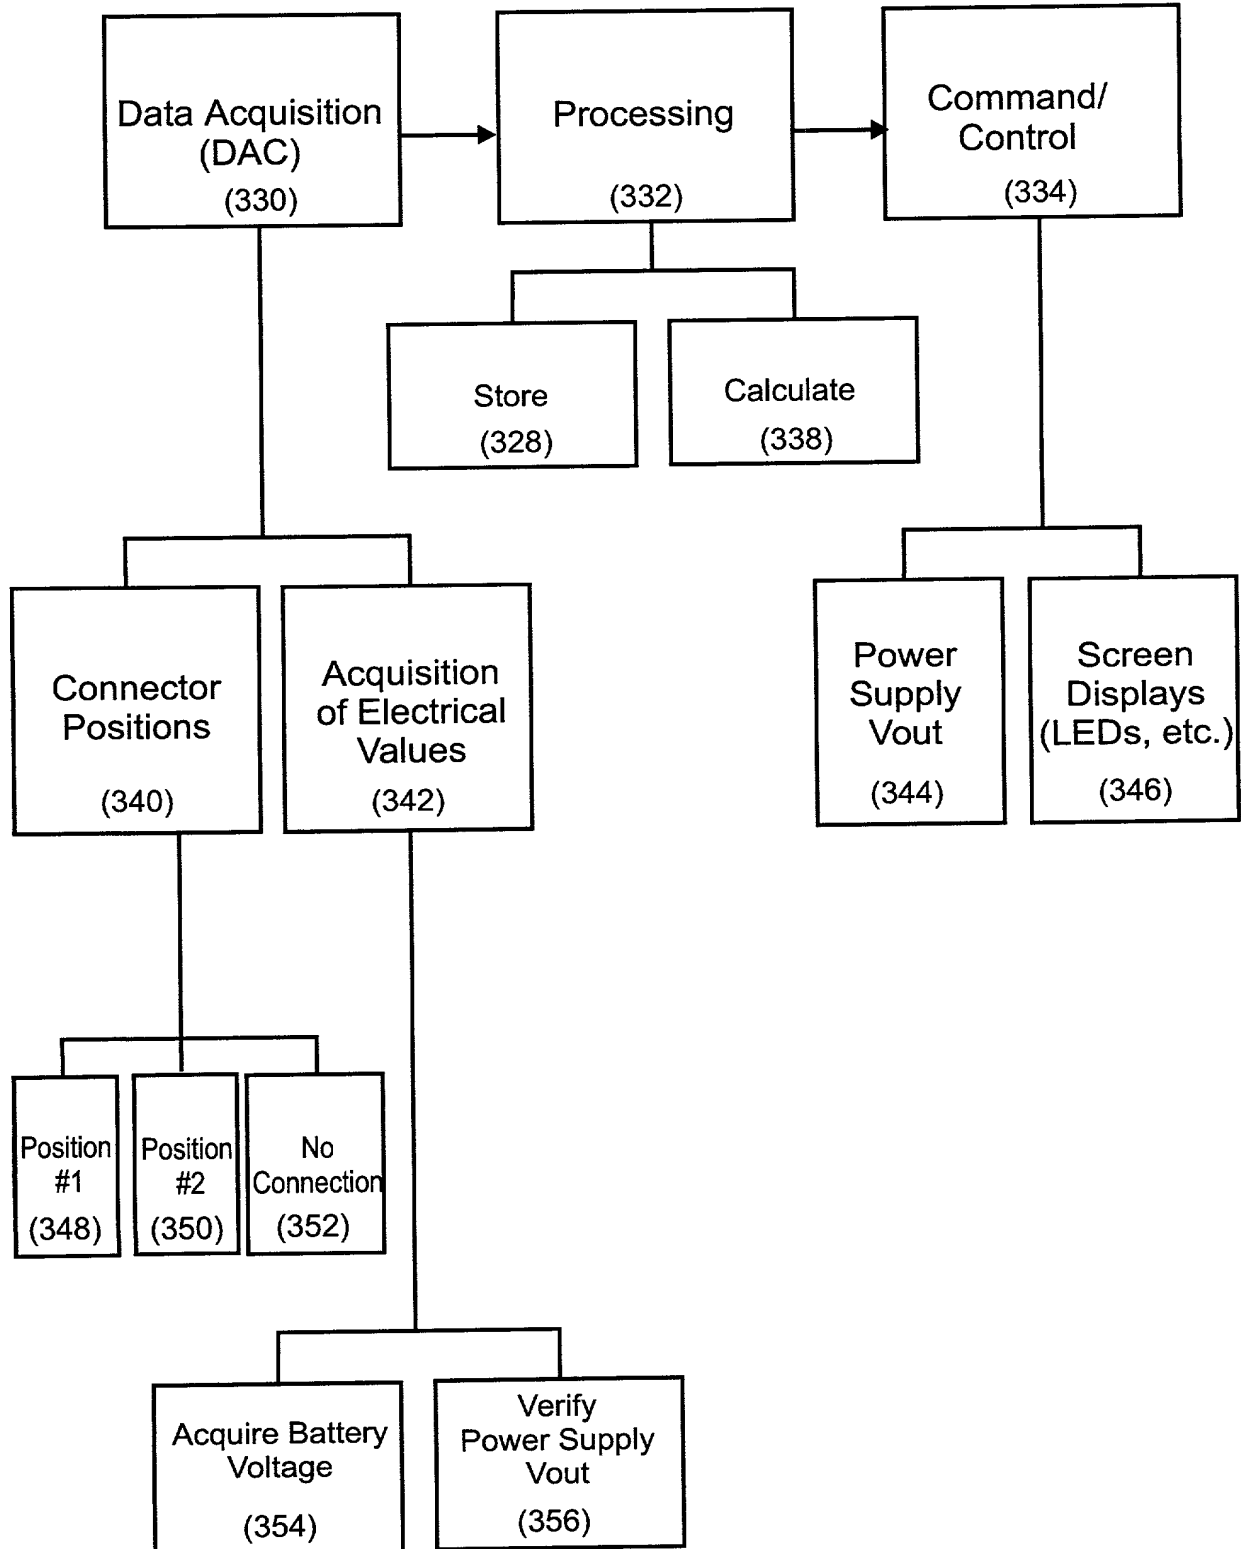 Data Acquisition
(DAC)
(330)
Processing
(332)
Command/
Control
(334)
Store
(328)
Calculate
(338)
Connector
Positions
(340)
Acquisition
of Electrical
Values
(342)
Power
Supply
Vout
(344)
Screen
Displays
(LEDs, etc.)
(346)
Position
#1
(348)
Position
#2
(350)
No
Connection
(352)
Acquire Battery
Voltage
(354)
Verify
Power Supply
Vout
(356)